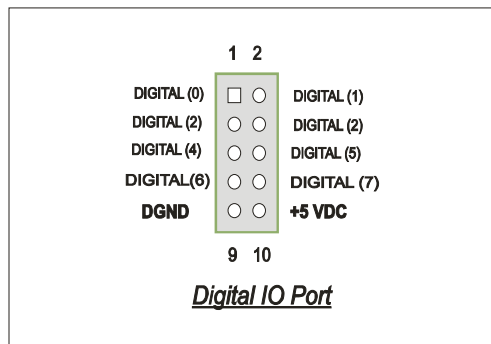 1 2
DIGITAL (0) DIGITAL (1)
DIGITAL (2) DIGITAL (2)
DIGITAL (4) DIGITAL (5)
DIGITAL(6) DIGITAL (7)
DGND +5 VDC
9 10
Digital IO Port